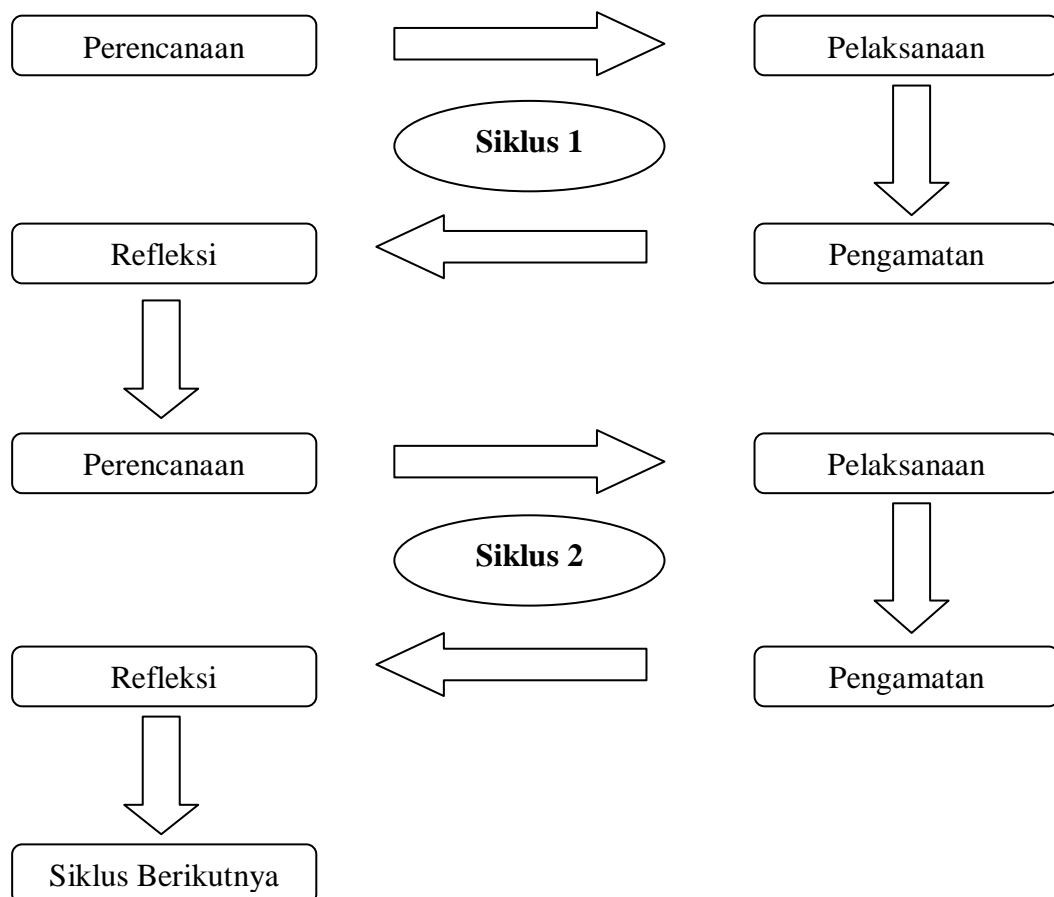 Perencanaan
Pelaksanaan
Siklus 1
Refleksi
Pengamatan
Perencanaan
Pelaksanaan
Siklus 2
Refleksi
Pengamatan
Siklus Berikutnya